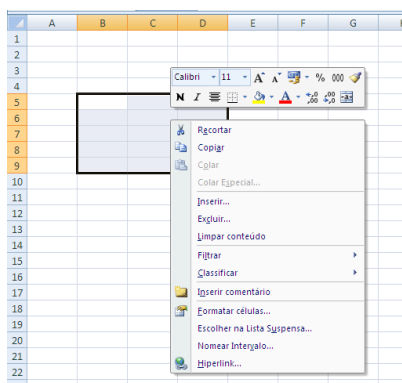 A B C D E F G
1
2
3
Calibri 11 A A % 000
4
N I A ,00 ,00 a
5
6
Recortar
7
Copiar
8
Colar
9
Colar Especial...
10
Inserir...
11
Excluir...
12
Limpar conteúdo
13
14
Filtrar
15
Classificar
16
Inserir comentário
17
Formatar células...
18
Escolher na Lista Suspensa...
19
Nomear Intervalo...
20
Hiperlink...
21
22